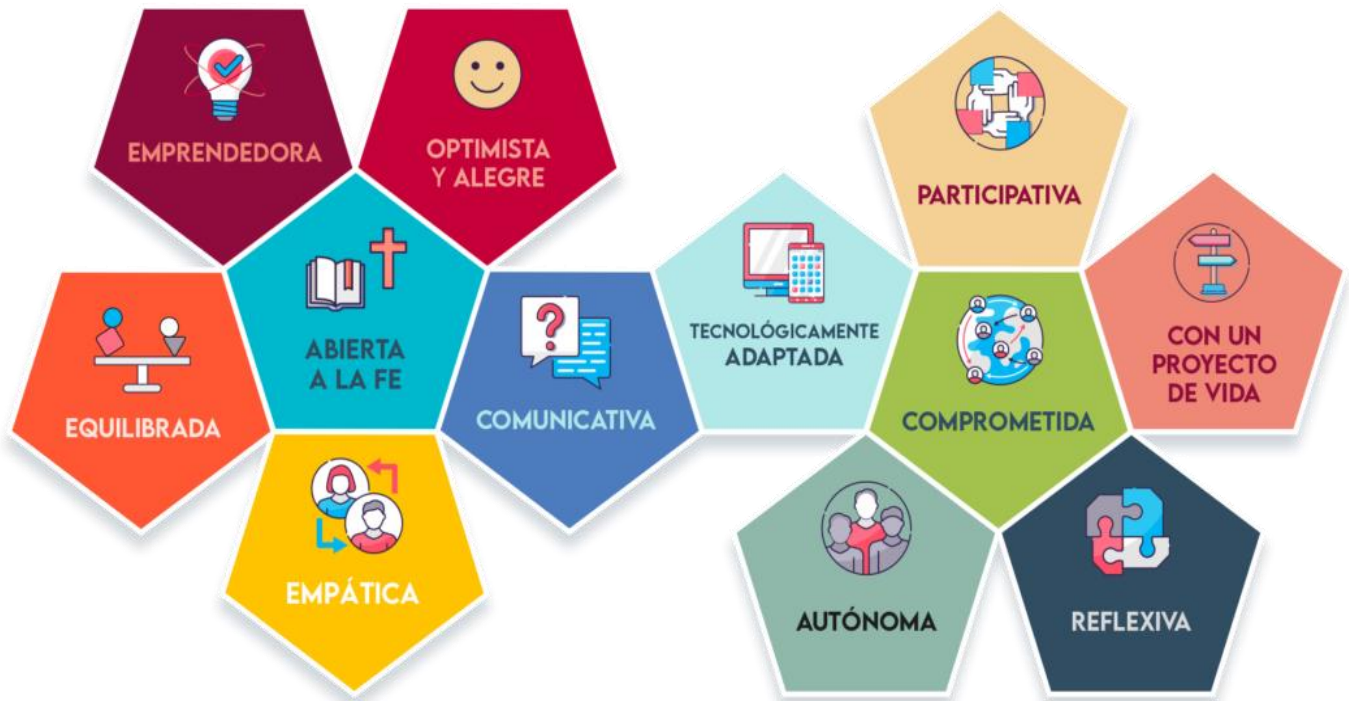 EMPRENDEDORA
OPTIMISTA
Y ALEGRE
ABIERTA
A LA FE
EQUILIBRADA
COMUNICATIVA
EMPÁTICA
PARTICIPATIVA
TECNOLÓGICAMENTE
ADAPTADA
COMPROMETIDA
CON UN
PROYECTO
DE VIDA
AUTÓNOMA
REFLEXIVA
?